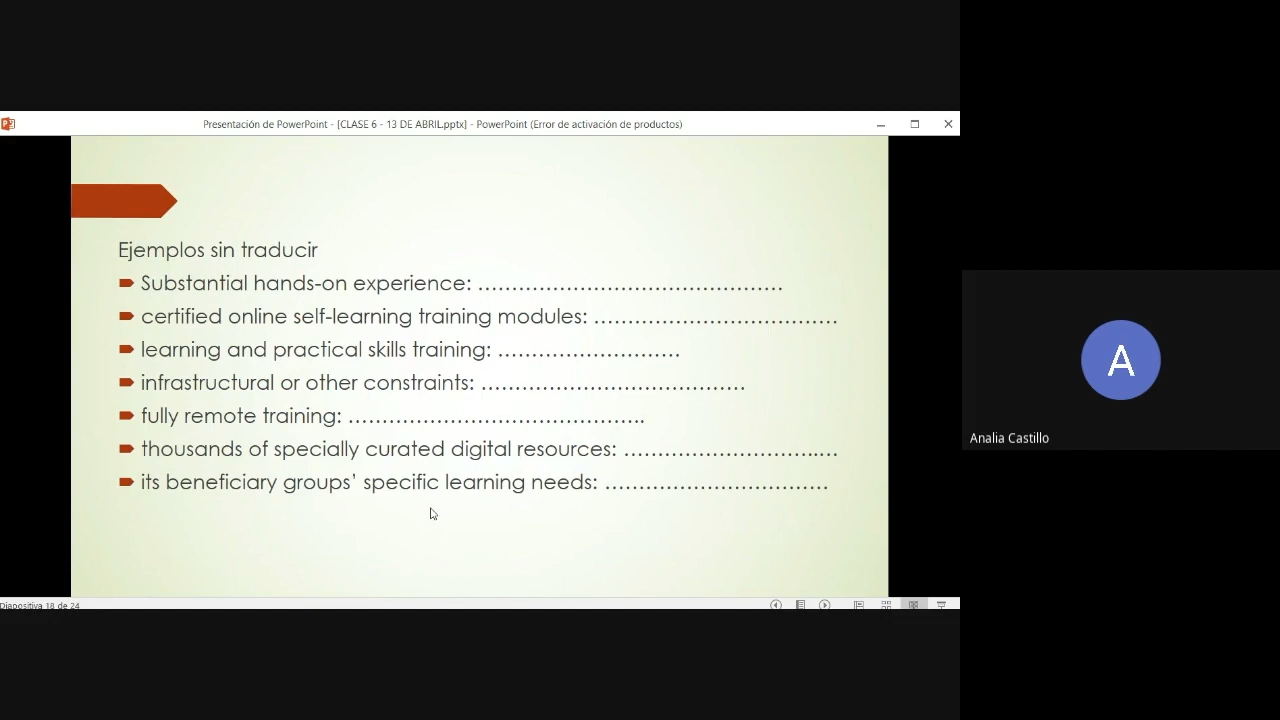 Presentación de PowerPoint - [CLASE 6 - 13 DE ABRIL.pptx] - PowerPoint (Error de activación de productos)
Ejemplos sin traducir
Substantial hands-on experience: ………………………………………
certified online self-learning training modules: ………………………………
learning and practical skills training: ………………………
infrastructural or other constraints: …………………………………
fully remote training: ……………………………………..
thousands of specially curated digital resources: ………………………..….
its beneficiary groups’ specific learning needs: ……………………………
A
Analia Castillo
Diapositiva 18 de 24